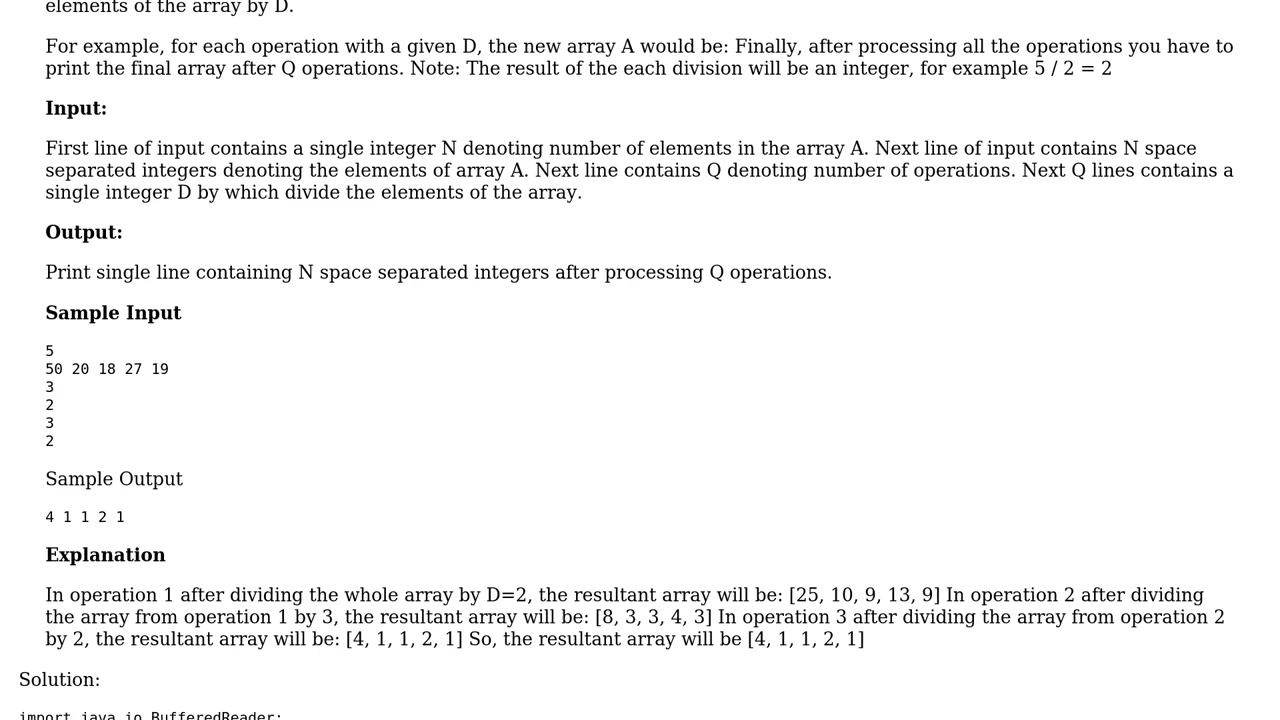 elements of the array by D.
For example, for each operation with a given D, the new array A would be: Finally, after processing all the operations you have to
print the final array after Q operations. Note: The result of the each division will be an integer, for example 5 / 2 = 2
Input:
First line of input contains a single integer N denoting number of elements in the array A. Next line of input contains N space
separated integers denoting the elements of array A. Next line contains Q denoting number of operations. Next Q lines contains a
single integer D by which divide the elements of the array.
Output:
Print single line containing N space separated integers after processing Q operations.
Sample Input
5
50 20 18 27 19
3
2
3
2
Sample Output
4 1 1 2 1
Explanation
In operation 1 after dividing the whole array by D=2, the resultant array will be: [25, 10, 9, 13, 9] In operation 2 after dividing
the array from operation 1 by 3, the resultant array will be: [8, 3, 3, 4, 3] In operation 3 after dividing the array from operation 2
by 2, the resultant array will be: [4, 1, 1, 2, 1] So, the resultant array will be [4, 1, 1, 2, 1]
Solution:
import java.io.BufferedReader;